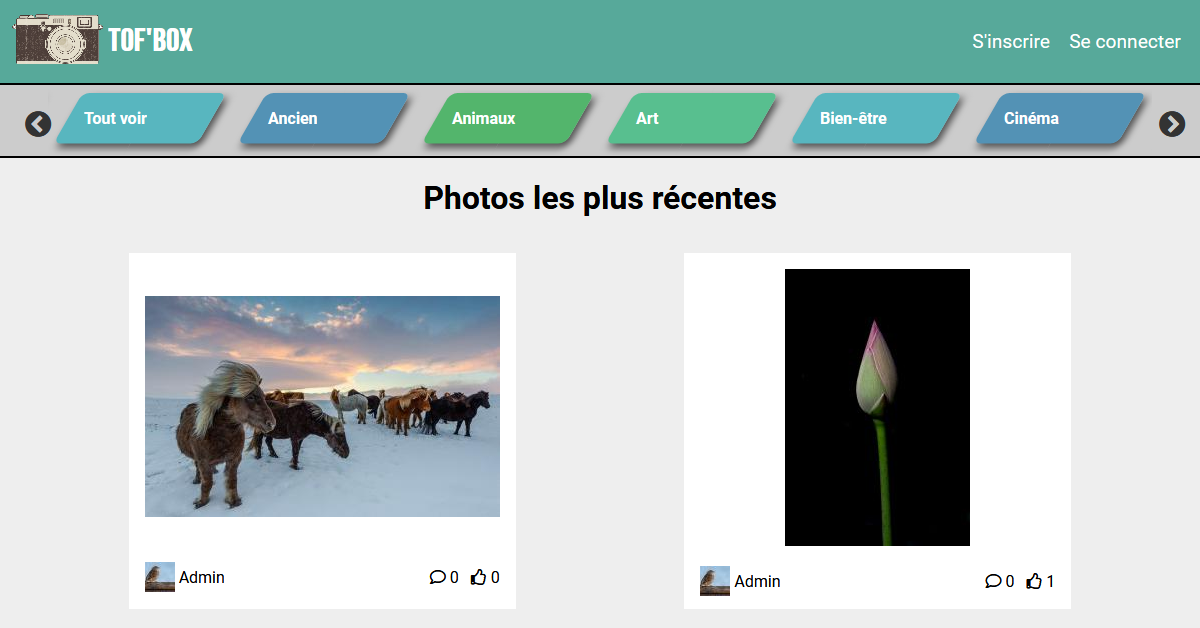 TOF'BOX
S'inscrire Se connecter
Tout voir Ancien Animaux Art Bien-être Cinéma
Photos les plus récentes
Admin 0 0
Admin 0 1